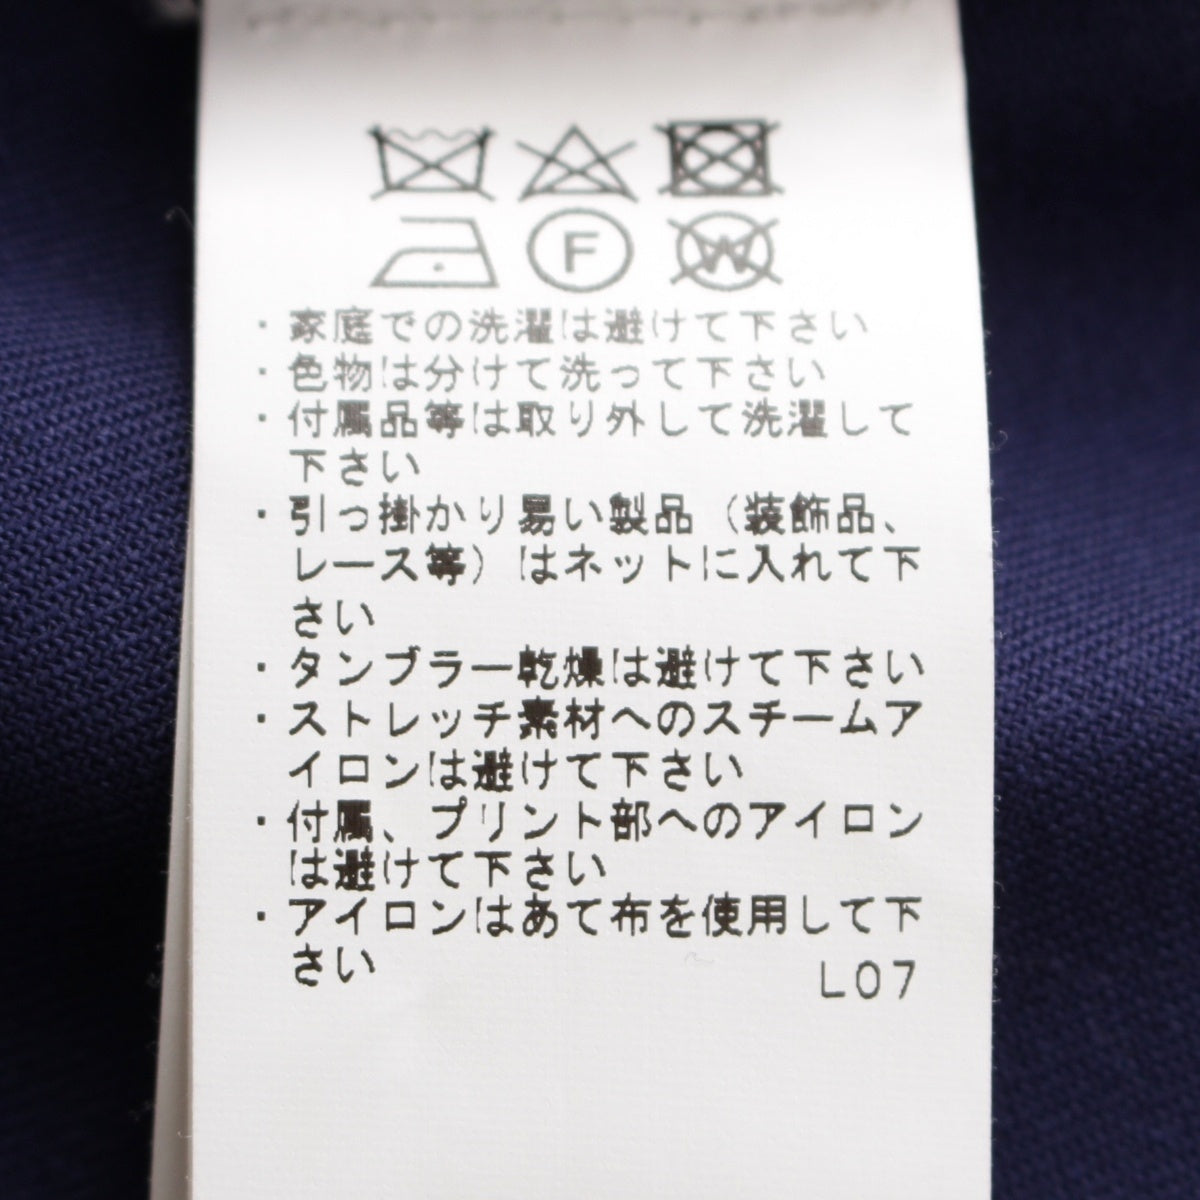 F
W
・家庭での洗濯は避けて下さい
・色物は分けて洗って下さい
・付属品等は取り外して洗濯して
下さい
・引っ掛かり易い製品（装飾品、
レース等）はネットに入れて下
さい
・タンブラー乾燥は避けて下さい
・ストレッチ素材へのスチームア
イロンは避けて下さい
・付属、プリント部へのアイロン
は避けて下さい
・アイロンはあて布を使用して下
さい
L07